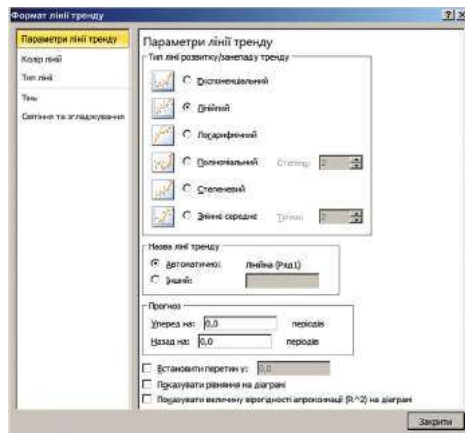 Формат лінії тренду
Параметри лінії тренду
Колір лінії
Тип лінії
Тінь
Світіння та згладжування
Параметри лінії тренду
Тип лінії розвитку/занепаду тренду
Експоненціальний
Лінійний
Логарифмічний
Поліноміальний Степінь: 2
Степеневий
Змінне середнє Точки: 2
Назва лінії тренду
Автоматично: Лінійна (Ряд1)
Інший:
Прогноз
Уперед на: 0,0 періодів
Назад на: 0,0 періодів
Встановити перетин у: 0,0
Показувати рівняння на діаграмі
Показувати величину вірогідності апроксимації (R^2) на діаграмі
Закрити